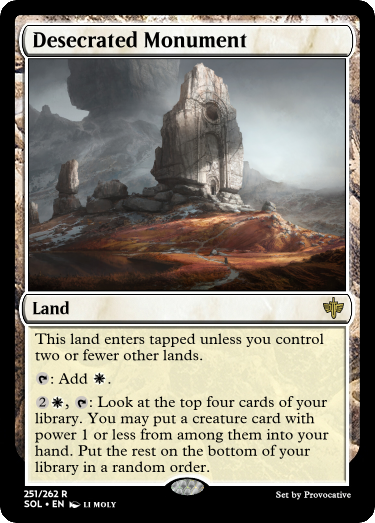 Desecrated Monument
Land
This land enters tapped unless you control
two or fewer other lands.
: Add .
2, : Look at the top four cards of your
library. You may put a creature card with
power 1 or less from among them into your
hand. Put the rest on the bottom of your
library in a random order.
251/262 R
SOL • EN LI MOLY
Set by Provocative